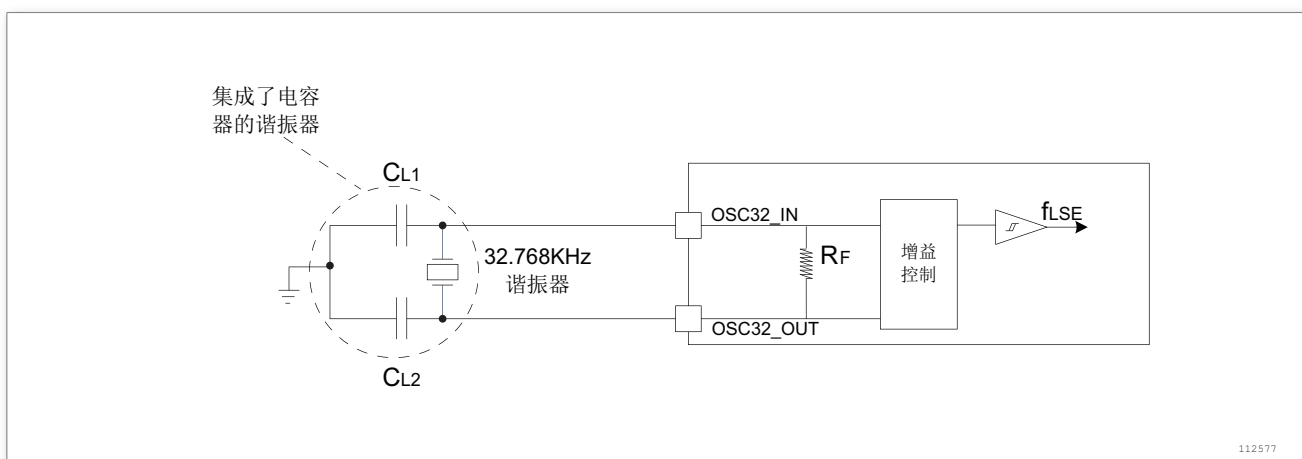 集成了电容
器的谐振器
CL1
OSC32_IN
fLSE
32.768KHz
谐振器
RF
增益
控制
OSC32_OUT
CL2
112577